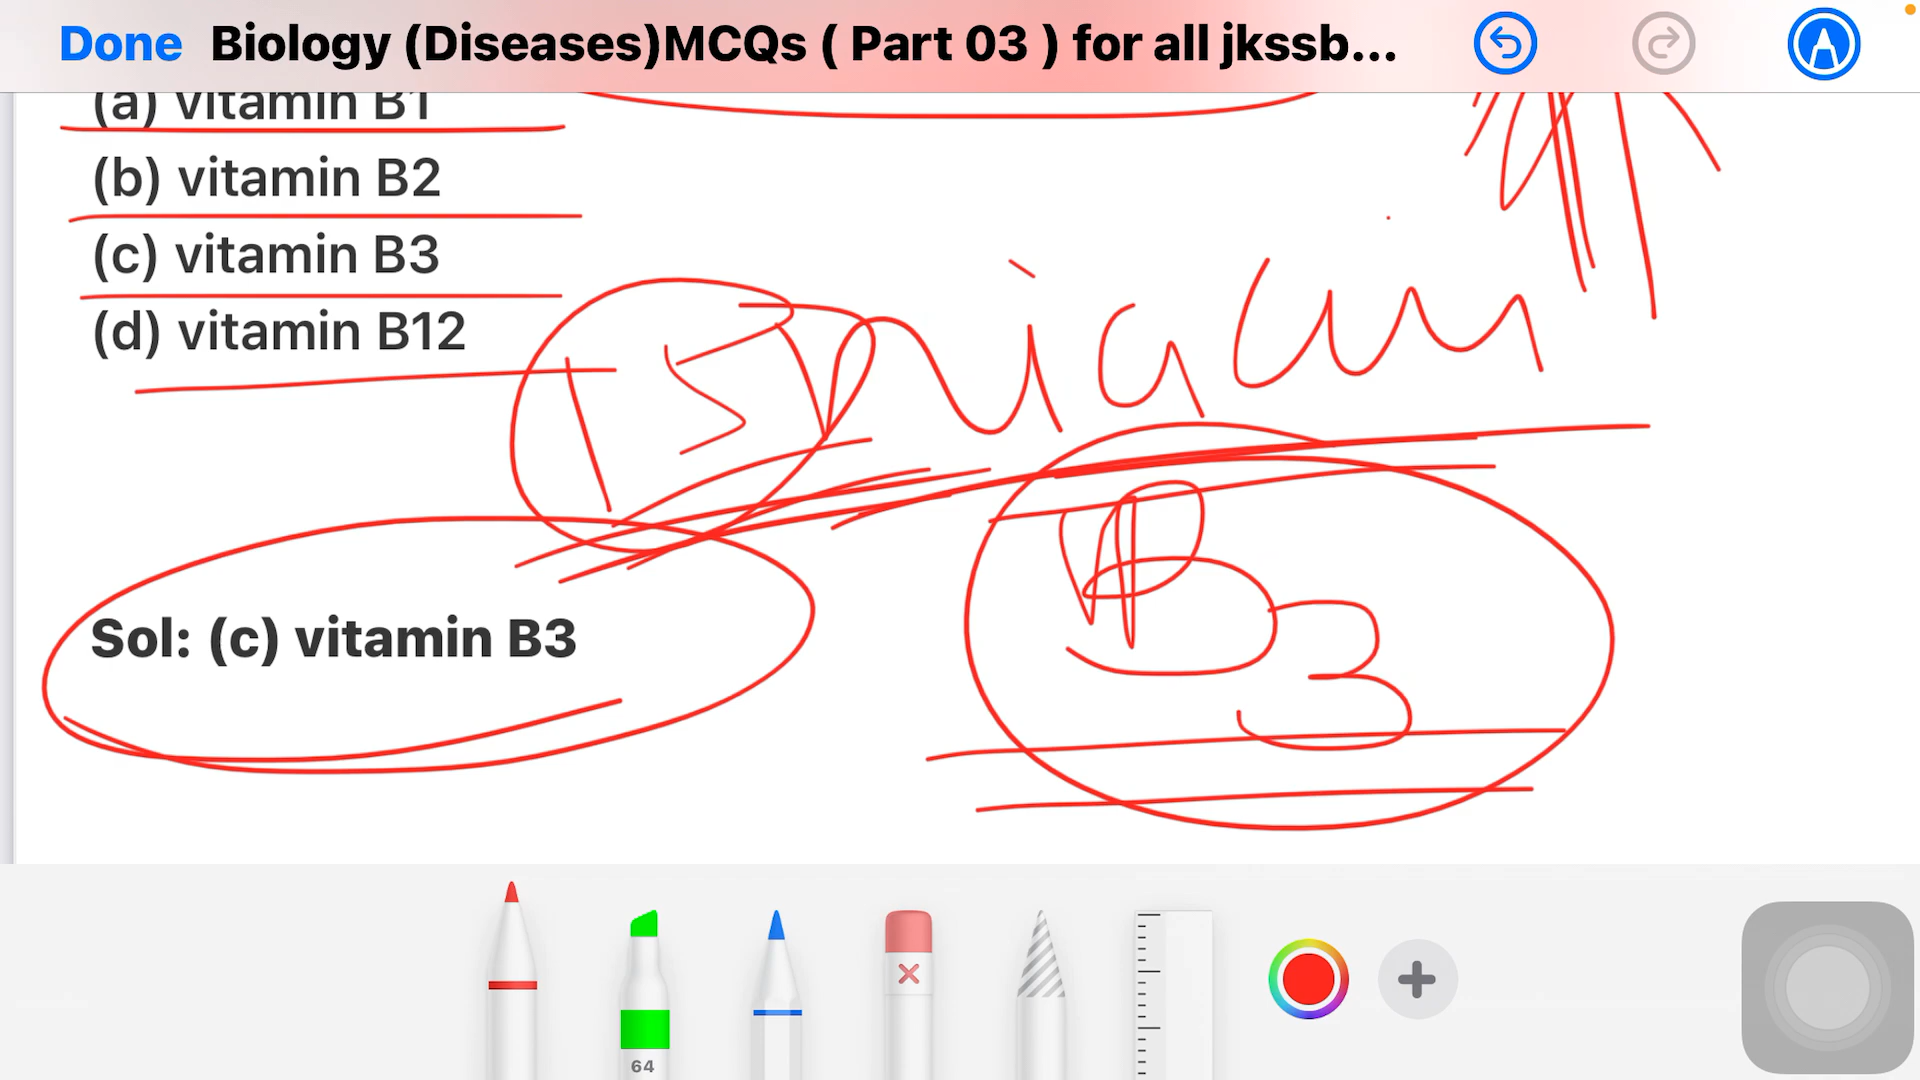 Done Biology (Diseases)MCQs ( Part 03 ) for all jkssb...
(a) vitamin B1
(b) vitamin B2
(c) vitamin B3
(d) vitamin B12
Sol: (c) vitamin B3
B3
64